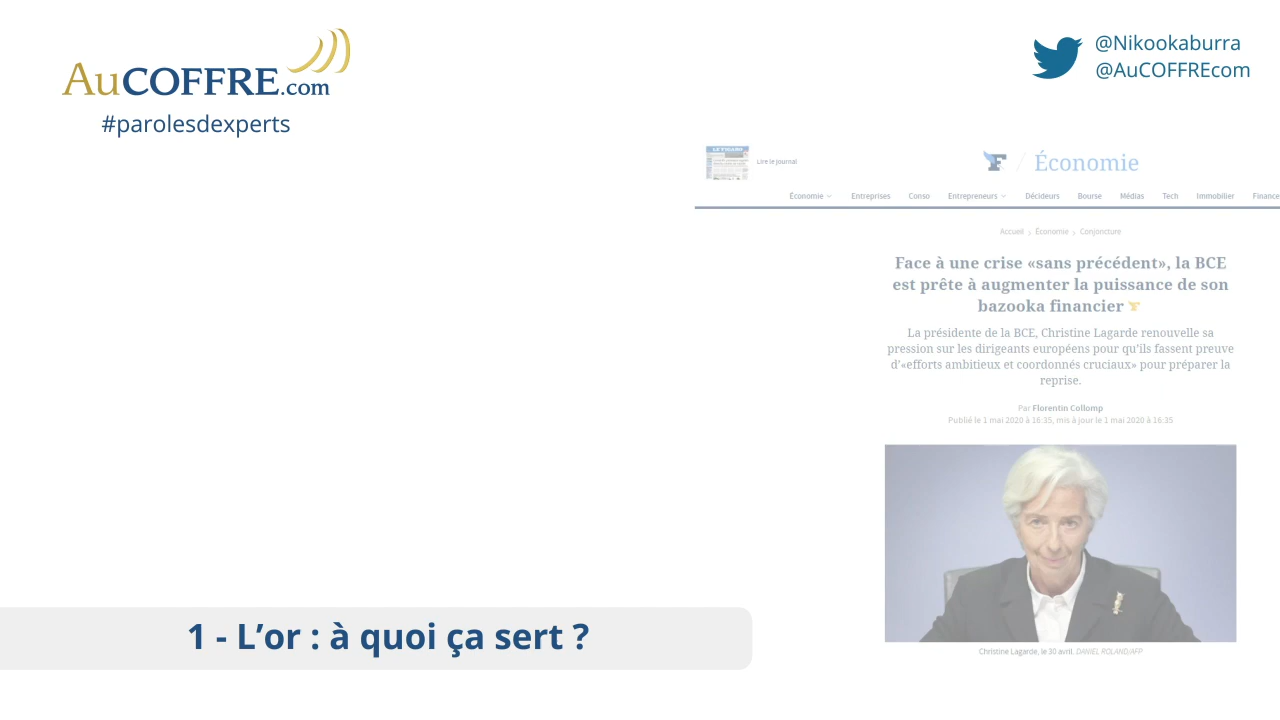 AuCOFFRE.com
#parolesdexperts
@Nikookaburra
@AuCOFFREcom
LE FIGARO
Lire le journal
F / Économie
Économie Entreprises Conso Entrepreneurs Décideurs Bourse Médias Tech Immobilier Finance
Accueil > Économie > Conjoncture
Face à une crise «sans précédent», la BCE
est prête à augmenter la puissance de son
bazooka financier
La présidente de la BCE, Christine Lagarde renouvelle sa
pression sur les dirigeants européens pour qu'ils fassent preuve
d'«efforts ambitieux et coordonnés cruciaux» pour préparer la
reprise.
Par Florentin Collomp
Publié le 1 mai 2020 à 16:35, mis à jour le 1 mai 2020 à 16:35
Christine Lagarde, le 30 avril. DANIEL ROLAND/AFP
1 - L’or : à quoi ça sert ?